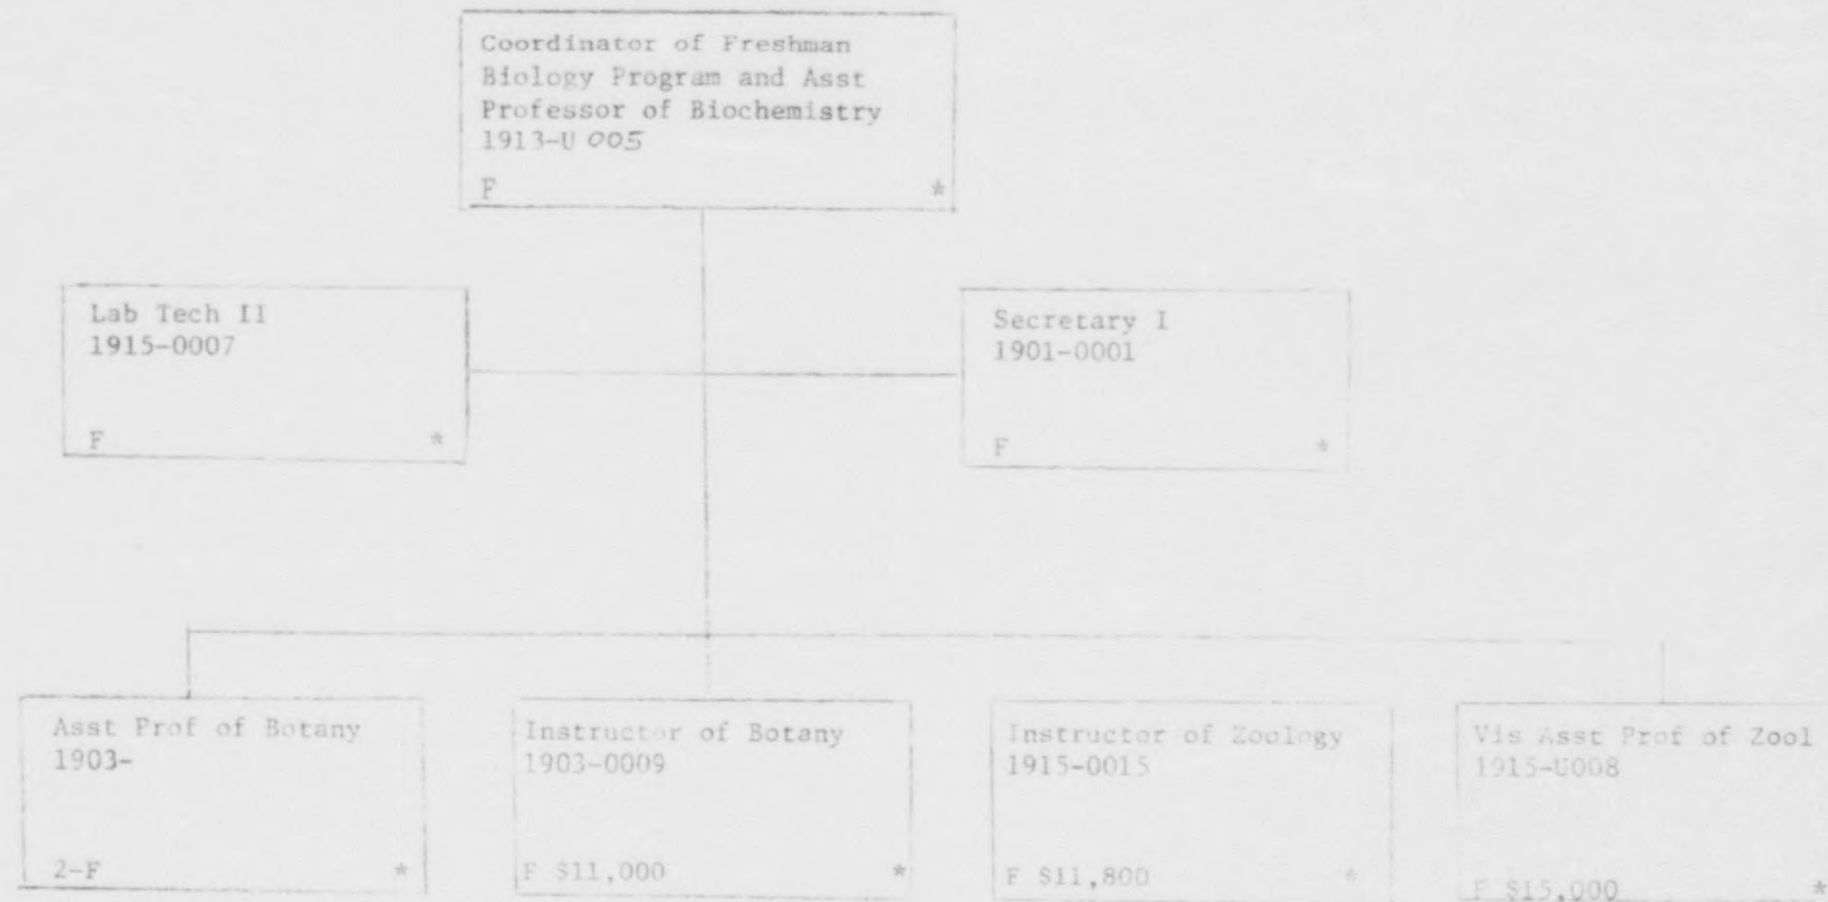 Coordinator of Freshman
Biology Program and Asst
Professor of Biochemistry
1913-U 005
F *
Lab Tech II
1915-0007
F *
Secretary I
1901-0001
F *
Asst Prof of Botany
1903-
2-F *
Instructor of Botany
1903-0009
F $11,000 *
Instructor of Zoology
1915-0015
F $11,800 *
Vis Asst Prof of Zool
1915-U008
F $15,000 *